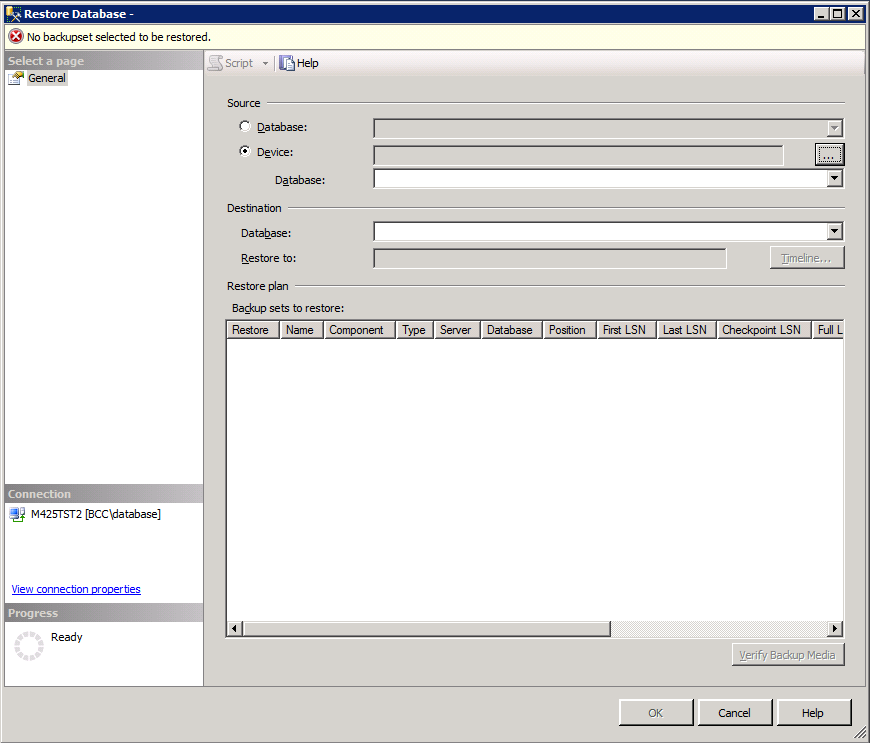 Restore Database -
No backupset selected to be restored.
Select a page
General
Script
Help
Source
Database:
Device:
...
Database:
Destination
Database:
Restore to:
Timeline...
Restore plan
Backup sets to restore:
Restore Name Component Type Server Database Position First LSN Last LSN Checkpoint LSN Full L
Connection
M425TST2 [BCC\database]
View connection properties
Progress
Ready
Verify Backup Media
OK Cancel Help